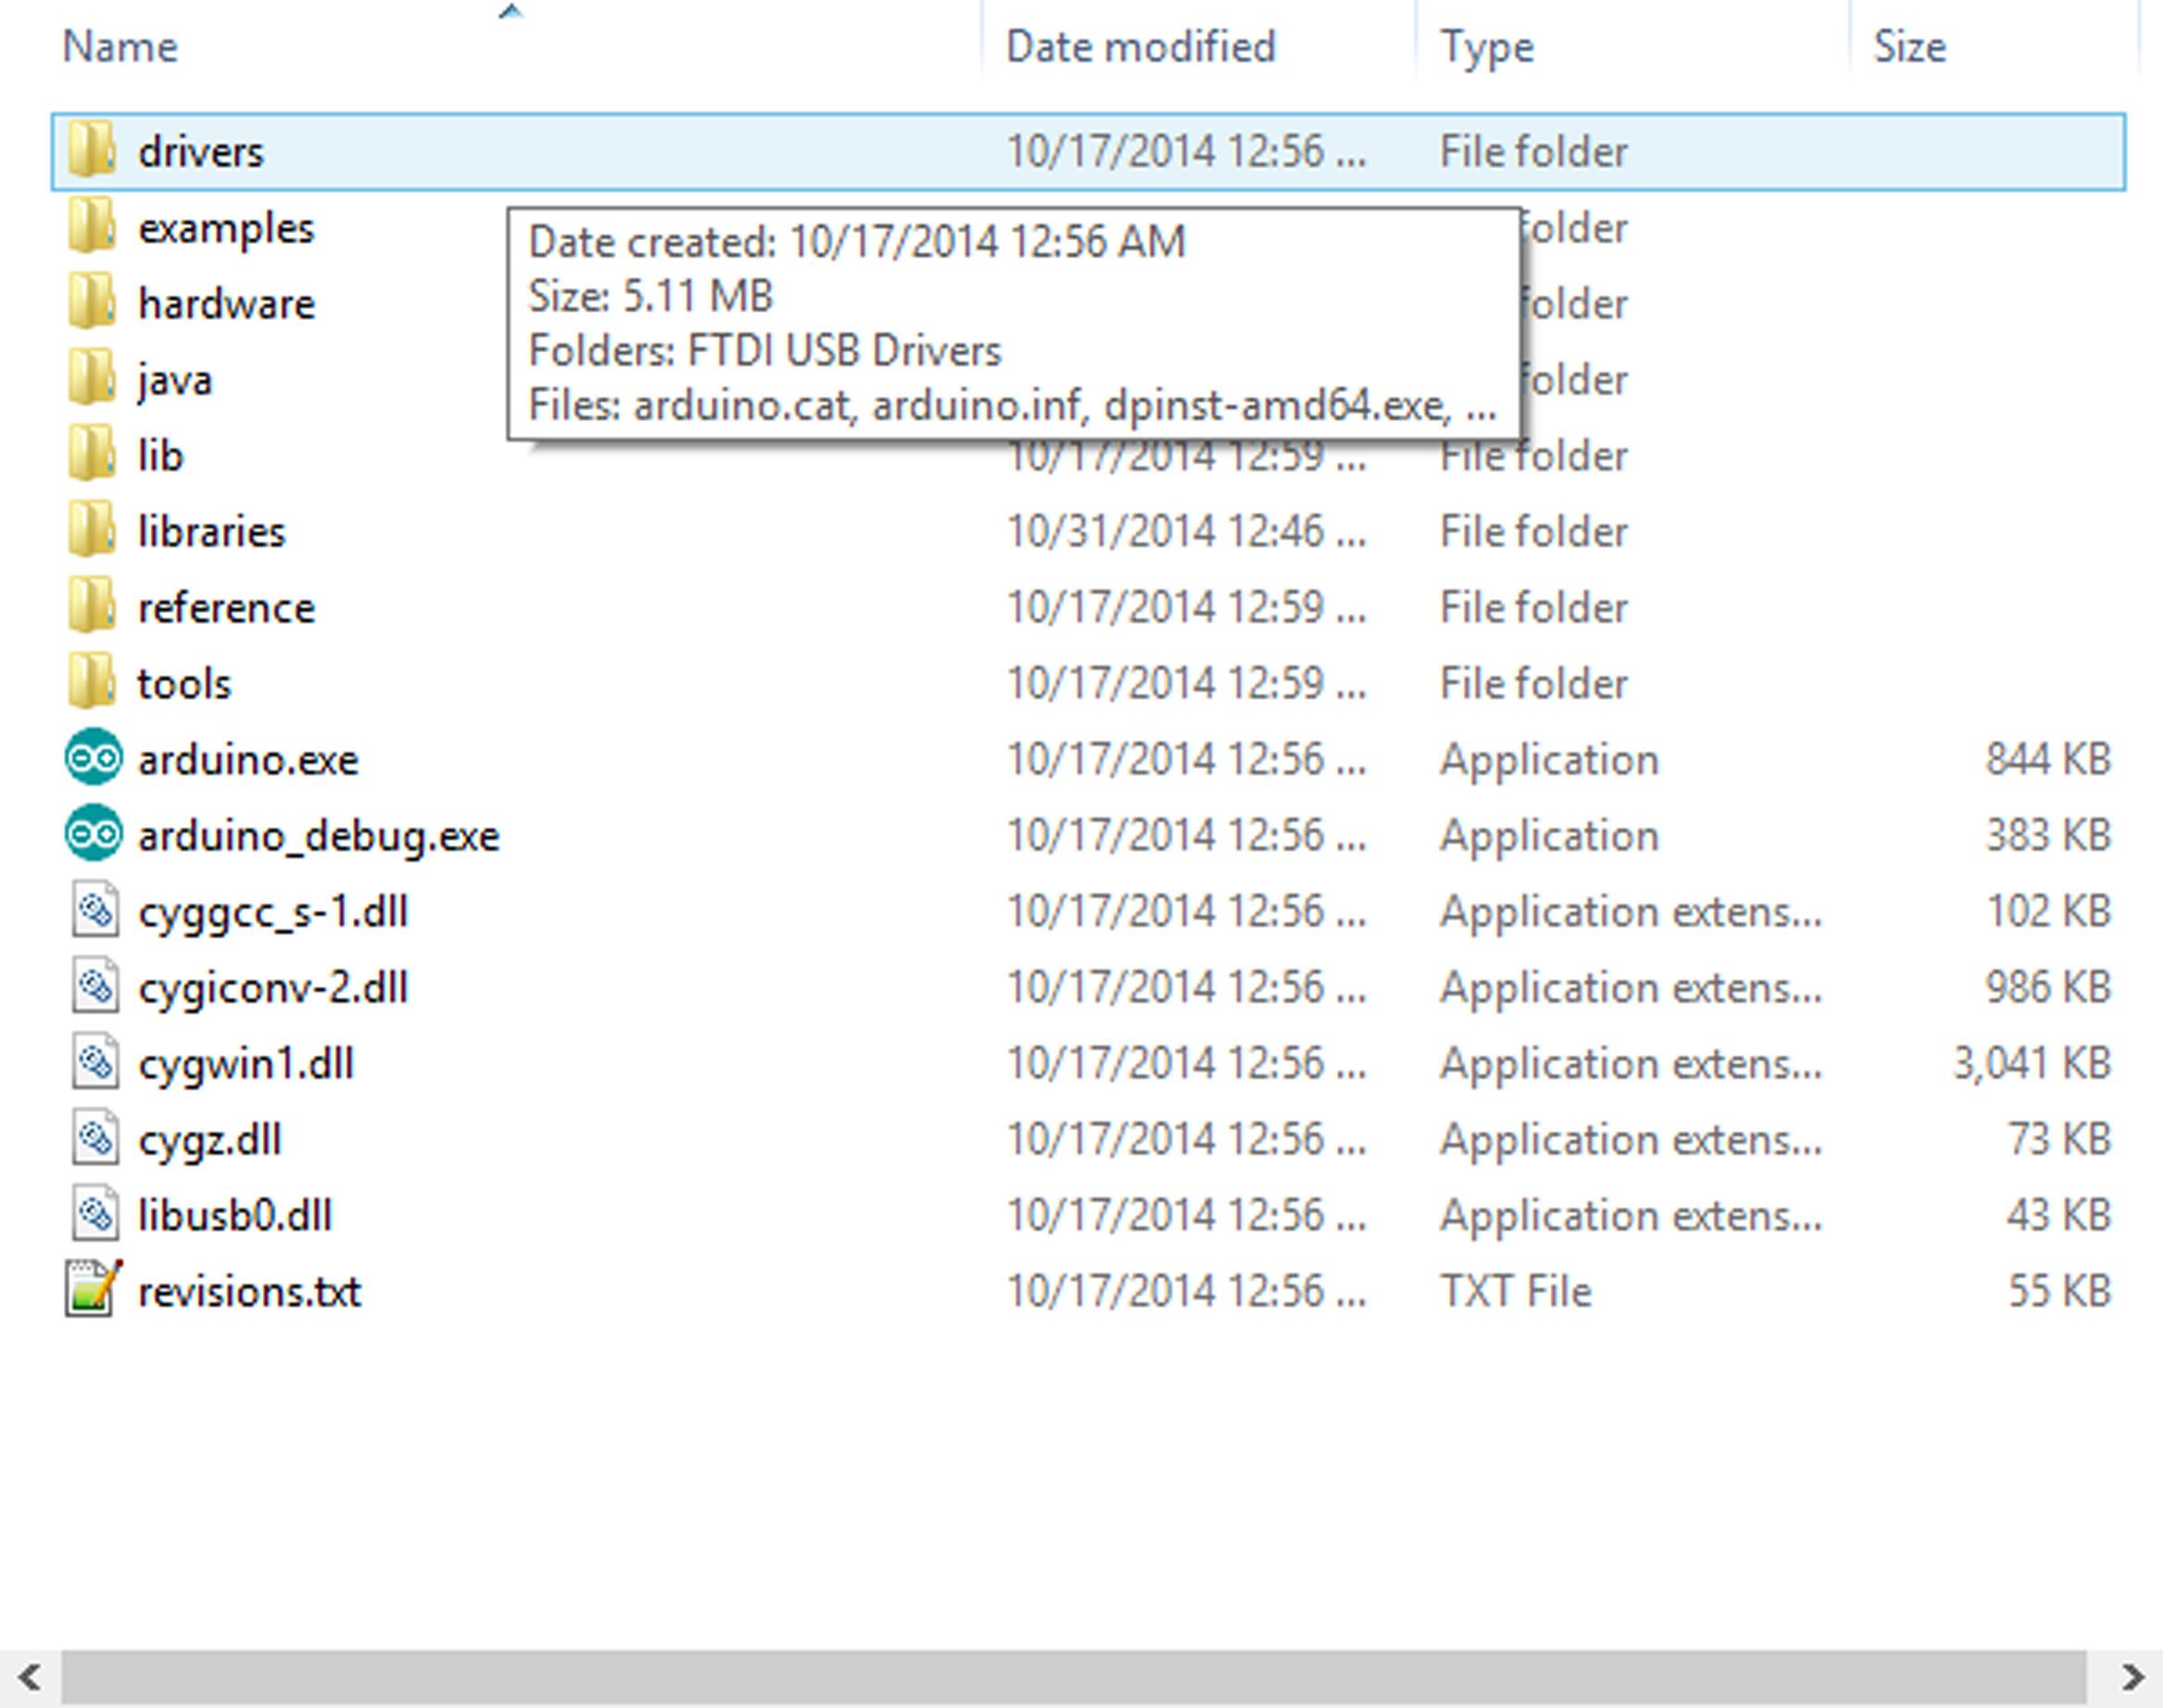 Name Date modified Type Size
drivers 10/17/2014 12:56 ... File folder
examples folder
Date created: 10/17/2014 12:56 AM
Size: 5.11 MB
hardware folder
Folders: FTDI USB Drivers
java folder
Files: arduino.cat, arduino.inf, dpinst-amd64.exe, ...
lib 10/17/2014 12:59 ... File folder
libraries 10/31/2014 12:46 ... File folder
reference 10/17/2014 12:59 ... File folder
tools 10/17/2014 12:59 ... File folder
arduino.exe 10/17/2014 12:56 ... Application 844 KB
arduino_debug.exe 10/17/2014 12:56 ... Application 383 KB
cyggcc_s-1.dll 10/17/2014 12:56 ... Application extens... 102 KB
cygiconv-2.dll 10/17/2014 12:56 ... Application extens... 986 KB
cygwin1.dll 10/17/2014 12:56 ... Application extens... 3,041 KB
cygz.dll 10/17/2014 12:56 ... Application extens... 73 KB
libusb0.dll 10/17/2014 12:56 ... Application extens... 43 KB
revisions.txt 10/17/2014 12:56 ... TXT File 55 KB